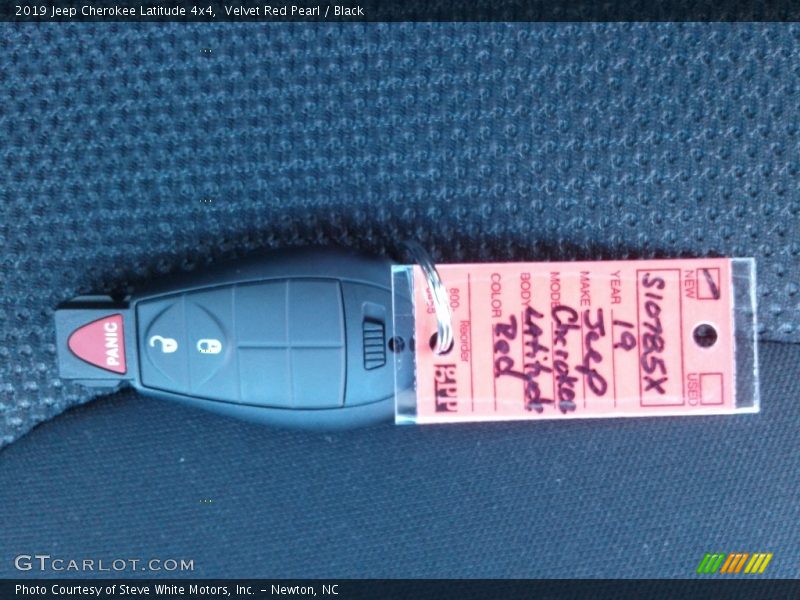 2019 Jeep Cherokee Latitude 4x4,  Velvet Red Pearl / Black
PANIC
NEW
USED
S10785X
YEAR 19
MAKE Jeep
MODEL Cherokee
BODY Latitude
COLOR Red
Reorder
800-
GTCARLOT.COM
Photo Courtesy of Steve White Motors, Inc. – Newton, NC